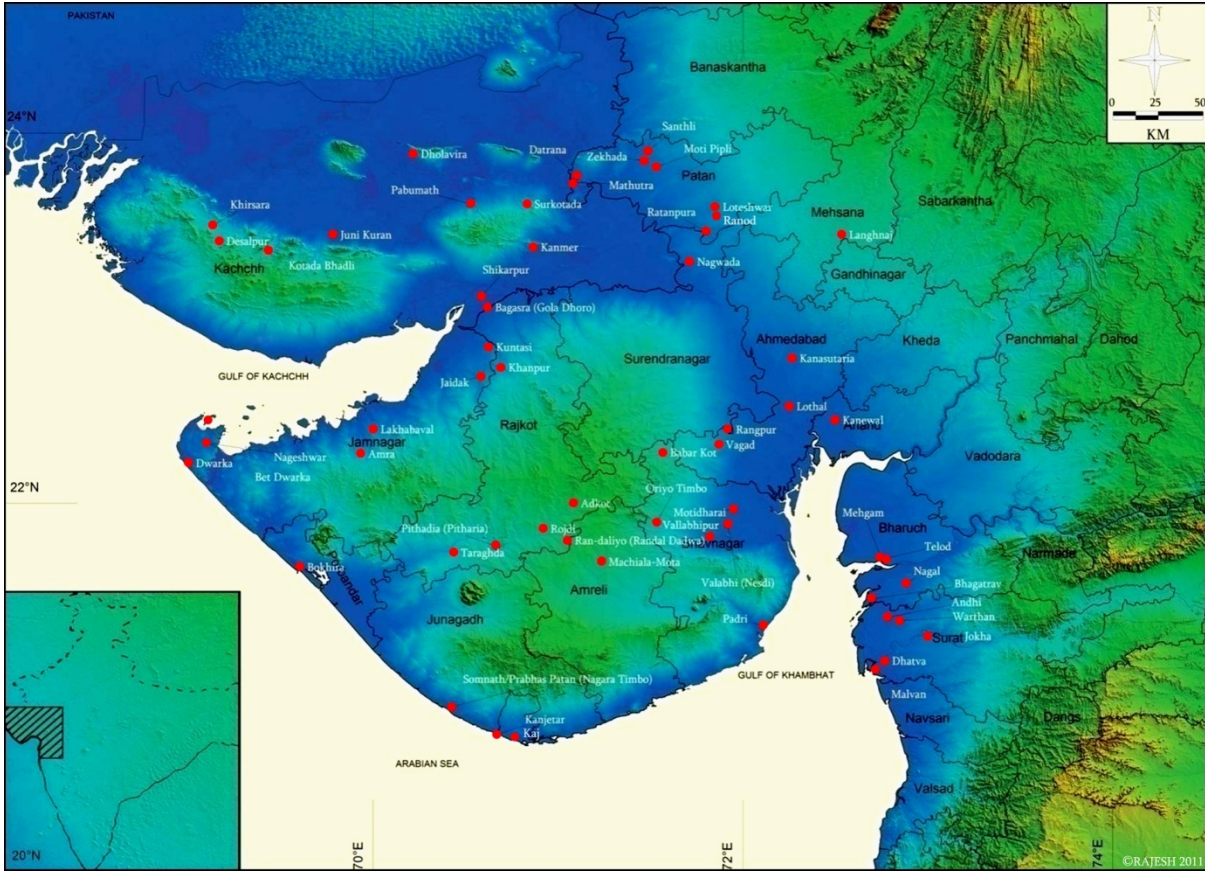 PAKISTAN
N
0 25 50
KM
Banaskantha
24°N
Santhli
Dholavira
Datrana
Zekhada
Moti Pipli
Patan
Pabumath
Mathutra
Sabarkantha
Khirsara
Surkotada
Ratanpura
Loteshwar
Ranod
Mehsana
Juni Kuran
Langhnaj
Desalpur
Kanmer
Kachchh
Kotada Bhadli
Nagwada
Gandhinagar
Shikarpur
Bagasra (Gola Dhoro)
Ahmedabad
Kheda
Panchmahal
Dahod
Kuntasi
Surendranagar
Kanasutaria
Khanpur
GULF OF KACHCHH
Jaidak
Lothal
Rajkot
Kanewal
Anand
Lakhabaval
Rangpur
Jamnagar
Vagad
Amra
Babar Kot
Nageshwar
Vadodara
Dwarka
Bet Dwarka
Oriyo Timbo
22°N
Adkot
Motidharai
Mehgam
Pithadia (Pitharia)
Rojdi
Vallabhipur
Bharuch
Ran-daliyo (Randal Dadwa)
Bhavnagar
Telod
Taraghda
Narmade
Machiala-Mota
Bokhira
Porbandar
Nagal
Valabhi (Nesdi)
Bhagatrav
Amreli
Andhi
Junagadh
Warthan
Padri
Surat
Jokha
Dhatva
GULF OF KHAMBHAT
Somnath/Prabhas Patan (Nagara Timbo)
Malvan
Kanjetar
Navsari
Dangs
Kaj
ARABIAN SEA
Valsad
20°N
70°E
72°E
74°E
©RAJESH 2011